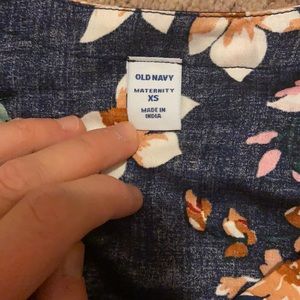 OLD NAVY
MATERNITY
XS
MADE IN
INDIA